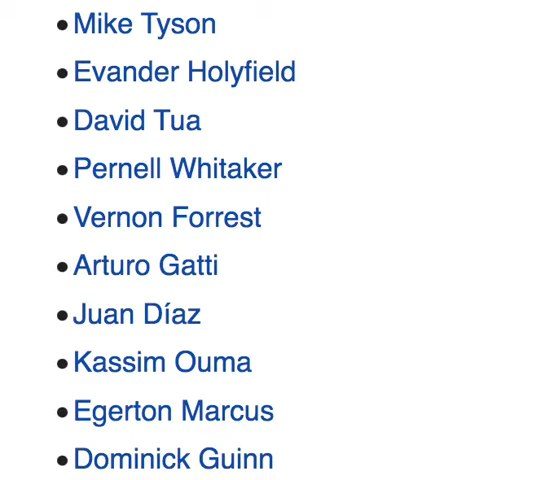 • Mike Tyson
• Evander Holyfield
• David Tua
• Pernell Whitaker
• Vernon Forrest
• Arturo Gatti
• Juan Díaz
• Kassim Ouma
• Egerton Marcus
• Dominick Guinn